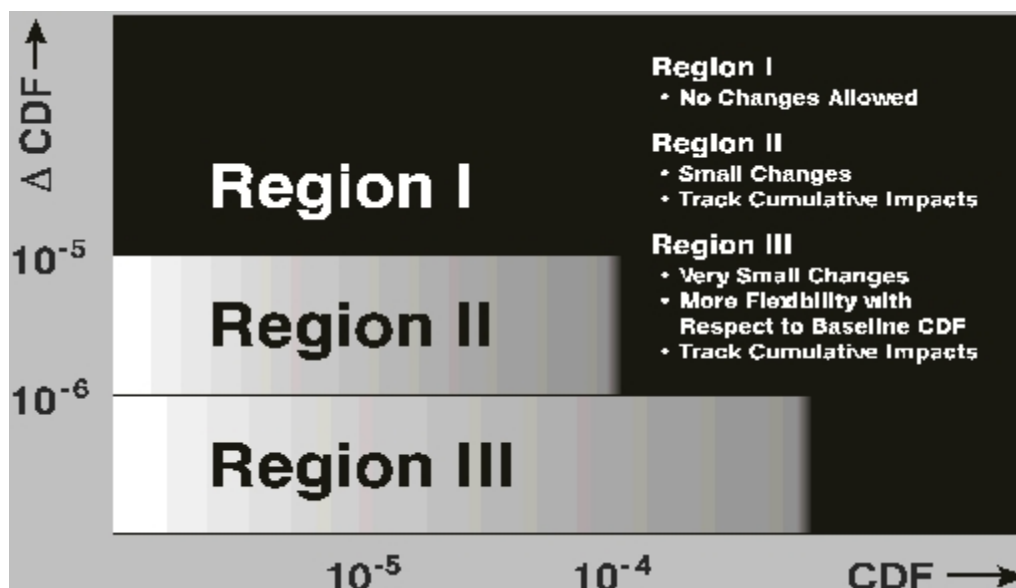 Δ CDF →
Region I
• No Changes Allowed
Region II
• Small Changes
• Track Cumulative Impacts
Region III
• Very Small Changes
• More Flexibility with
Respect to Baseline CDF
• Track Cumulative Impacts
Region I
10⁻⁵
Region II
10⁻⁶
Region III
10⁻⁵
10⁻⁴
CDF →